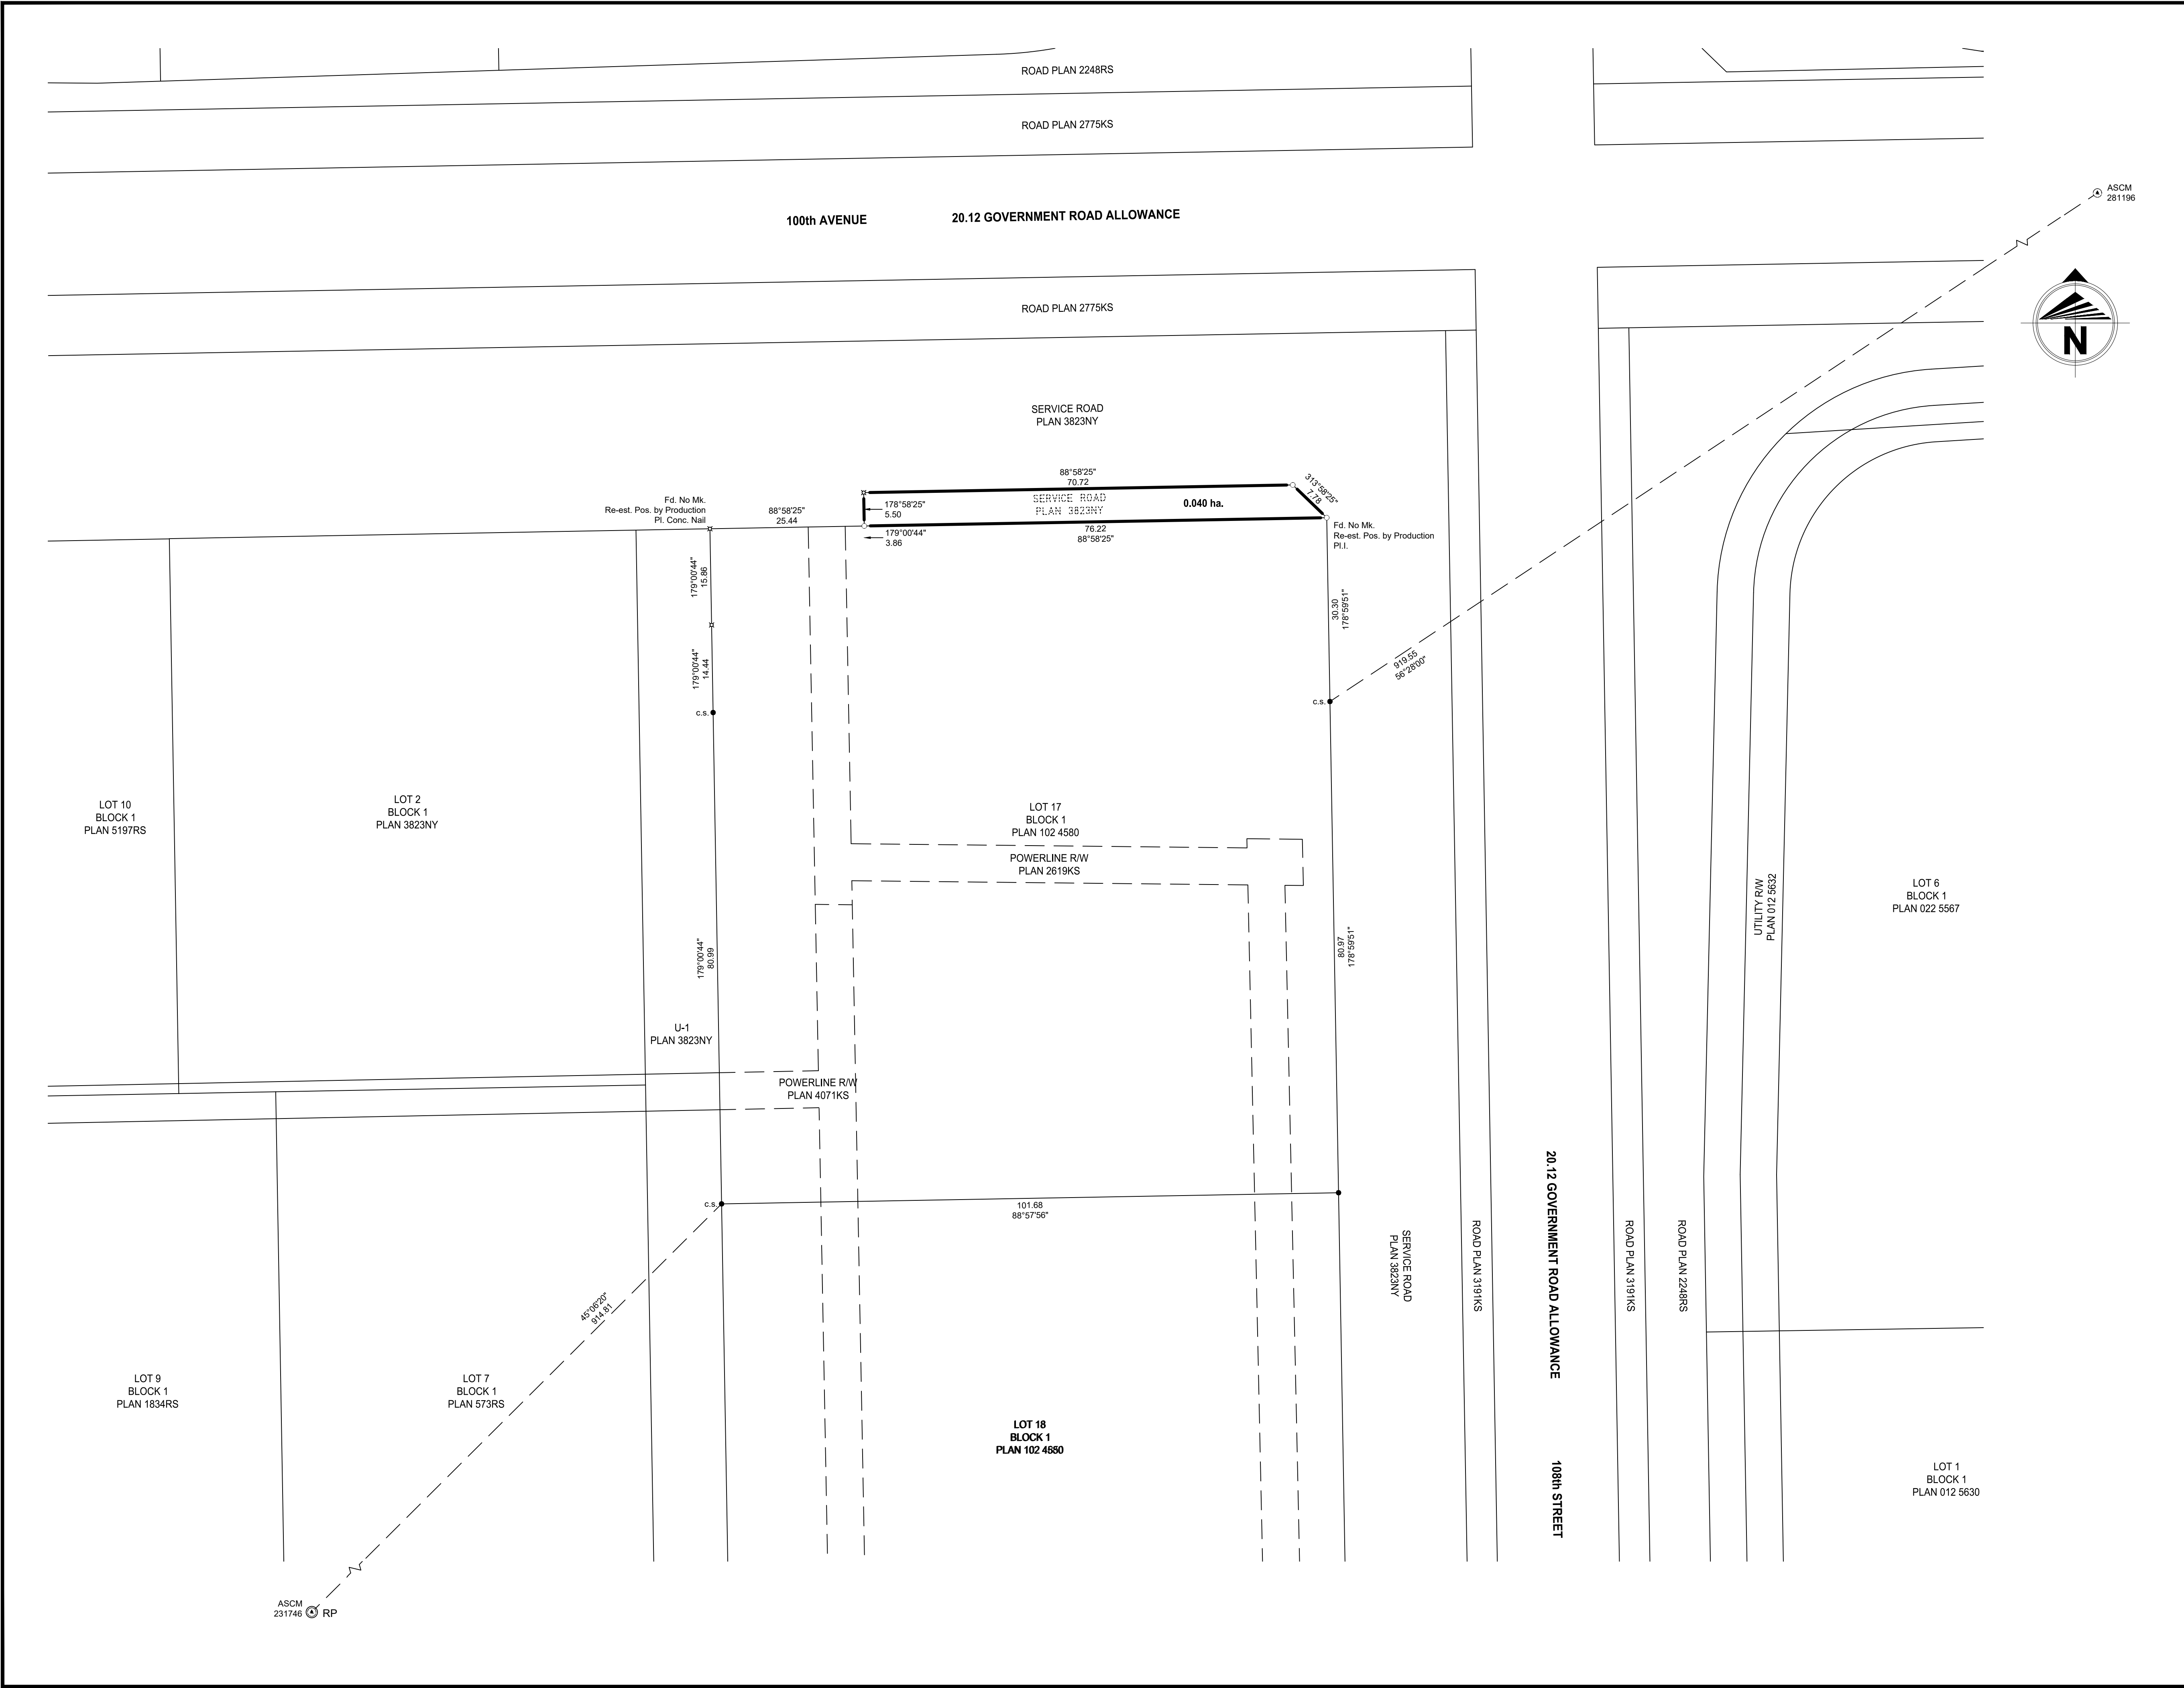 ROAD PLAN 2248RS
ROAD PLAN 2775KS
ASCM
281196
100th AVENUE
20.12 GOVERNMENT ROAD ALLOWANCE
ROAD PLAN 2775KS
N
SERVICE ROAD
PLAN 3823NY
88°58'25"
70.72
313°58'25"
7.78
Fd. No Mk.
Re-est. Pos. by Production
Pl. Conc. Nail
88°58'25"
25.44
178°58'25"
5.50
SERVICE ROAD
PLAN 3823NY
0.040 ha.
179°00'44"
3.86
76.22
88°58'25"
Fd. No Mk.
Re-est. Pos. by Production
Pl.I.
179°00'44"
15.86
30.30
178°59'51"
179°00'44"
14.44
919.55
56°28'00"
c.s.
c.s.
LOT 10
BLOCK 1
PLAN 5197RS
LOT 2
BLOCK 1
PLAN 3823NY
LOT 17
BLOCK 1
PLAN 102 4580
POWERLINE R/W
PLAN 2619KS
UTILITY R/W
PLAN 012 5632
LOT 6
BLOCK 1
PLAN 022 5567
179°00'44"
80.99
80.97
178°59'51"
U-1
PLAN 3823NY
POWERLINE R/W
PLAN 4071KS
c.s.
101.68
88°57'56"
SERVICE ROAD
PLAN 3823NY
ROAD PLAN 3191KS
20.12 GOVERNMENT ROAD ALLOWANCE
ROAD PLAN 3191KS
ROAD PLAN 2248RS
45°06'20"
914.81
LOT 9
BLOCK 1
PLAN 1834RS
LOT 7
BLOCK 1
PLAN 573RS
LOT 18
BLOCK 1
PLAN 102
108th STREET
LOT 1
BLOCK 1
PLAN 012 5630
ASCM
231746
RP